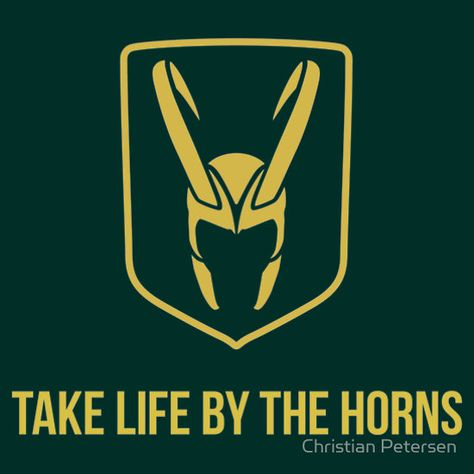 TAKE LIFE BY THE HORNS
Christian Petersen